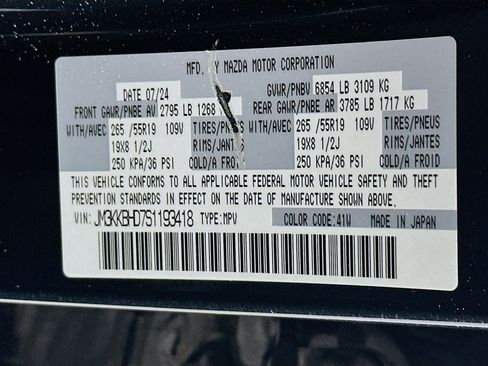 MFD. BY MAZDA MOTOR CORPORATION
DATE 07/24 GVWR/PNBV 6854 LB 3109 KG
FRONT GAWR/PNBE AV 2795 LB 1268 REAR GAWR/PNBE AR 3785 LB 1717 KG
WITH/AVEC 265 /55R19 109V TIRES/PNEUS WITH/AVEC 265 /55R19 109V TIRES/PNEUS
19X8 1/2J RIMS/JANTES 19X8 1/2J RIMS/JANTES
250 KPA/36 PSI COLD/A FROID 250 KPA/36 PSI COLD/A FROID
THIS VEHICLE CONFORMS TO ALL APPLICABLE FEDERAL MOTOR VEHICLE SAFETY AND THEFT
PREVENTION STANDARDS IN EFFECT ON THE DATE OF MANUFACTURE SHOWN ABOVE.
VIN: JM3KKBHD7S1193418 TYPE: MPV COLOR CODE: 41W MADE IN JAPAN